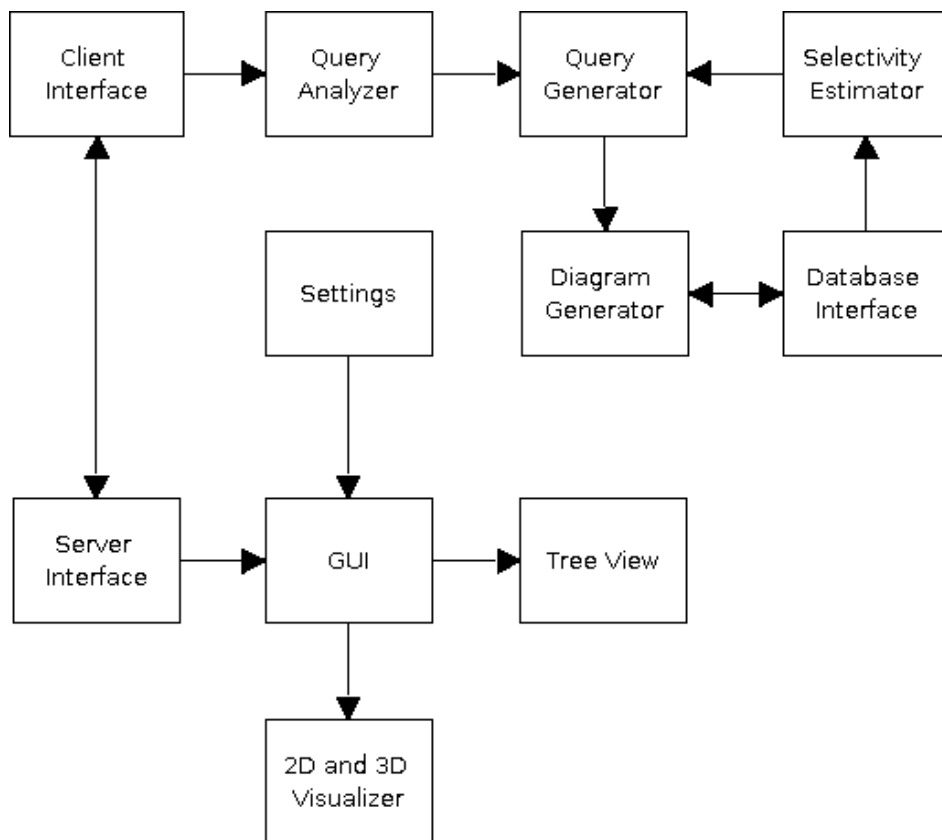 Client
Interface
Query
Analyzer
Query
Generator
Selectivity
Estimator
Settings
Diagram
Generator
Database
Interface
Server
Interface
GUI
Tree View
2D and 3D
Visualizer